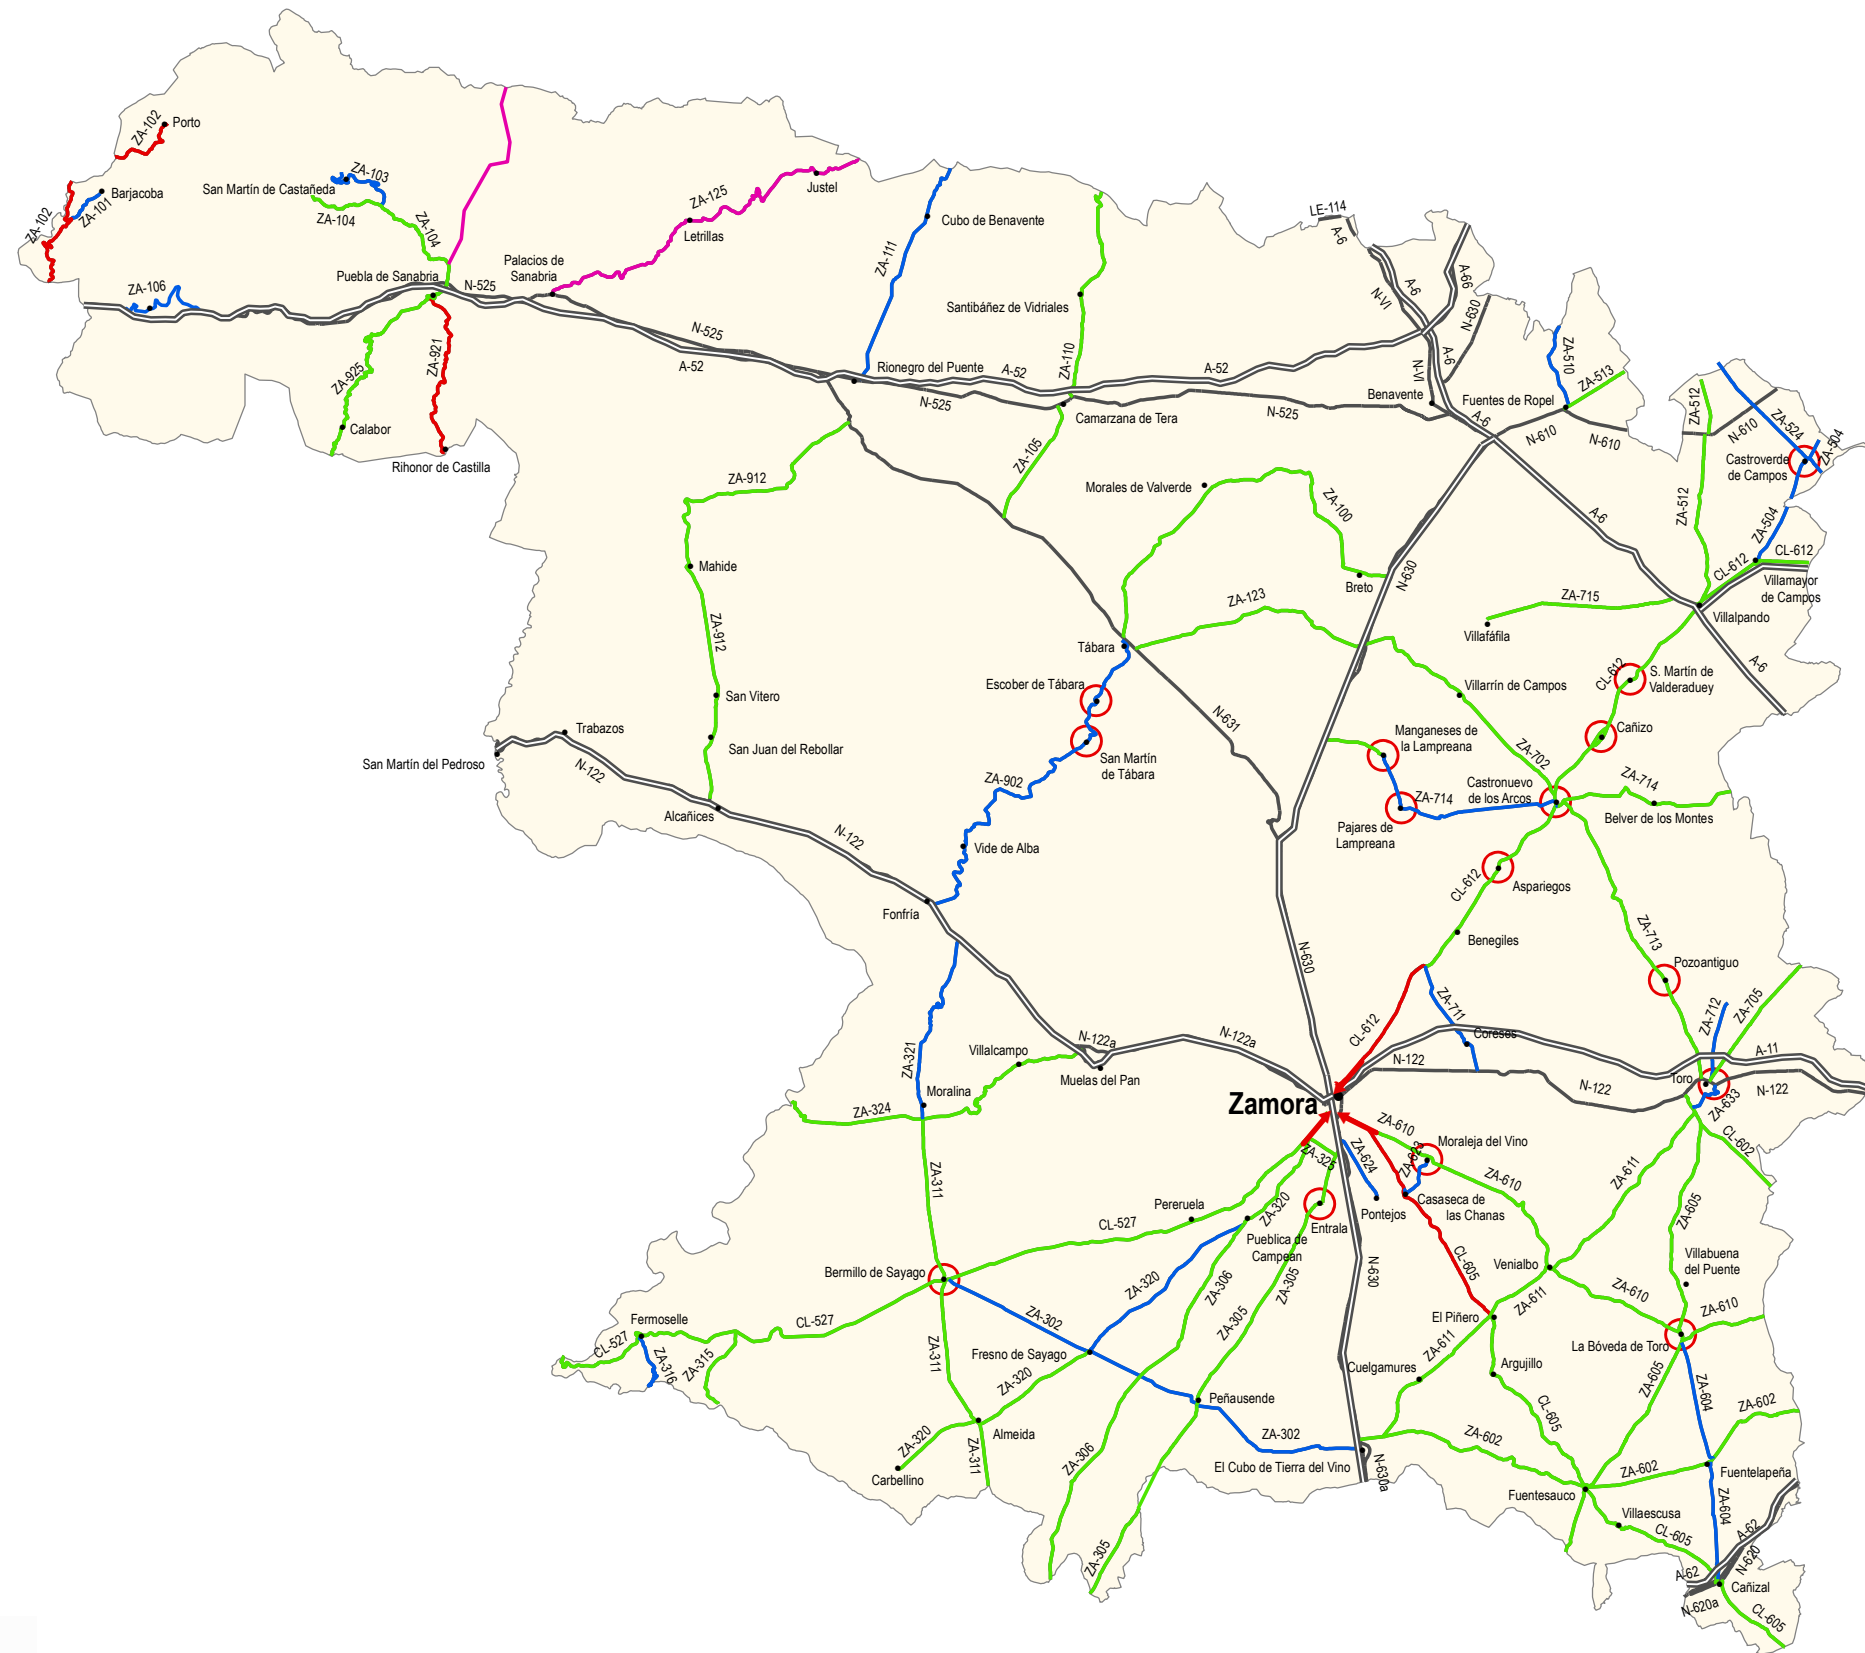 LE-114
A-6
ZA-102
Porto
ZA-103
San Martín de Castañeda
Barjacoba
ZA-101
ZA-102
ZA-104
ZA-104
ZA-125
Justel
Letrillas
Cubo de Benavente
ZA-111
Palacios de
Sanabria
Puebla de Sanabria
N-525
ZA-106
Santibáñez de Vidriales
A-6
A-66
N-VI
N-630
A-6
N-VI
N-525
A-52
ZA-921
ZA-925
ZA-110
Rionegro del Puente
A-52
A-52
N-525
Camarzana de Tera
N-525
Benavente
Fuentes de Ropel
ZA-510
ZA-513
A-6
N-610
N-610
ZA-512
N-610
ZA-524
ZA-504
Castroverde
de Campos
Calabor
Rihonor de Castilla
ZA-105
ZA-912
Morales de Valverde
ZA-100
A-6
ZA-512
ZA-504
CL-612
CL-612
Villamayor
de Campos
Mahide
Breto
N-630
ZA-123
ZA-715
Villafáfila
Villalpando
ZA-912
Tábara
A-6
CL-612
S. Martín de
Valderaduey
Escober de Tábara
San Vitero
Villarrín de Campos
N-631
Trabazos
San Juan del Rebollar
San Martín del Pedroso
N-122
Manganeses de
la Lampreana
Cañizo
ZA-702
San Martín
de Tábara
ZA-902
Castronuevo
de los Arcos
ZA-714
ZA-714
Belver de los Montes
Alcañices
Pajares de
Lampreana
N-122
Vide de Alba
CL-612
Aspariegos
Fonfría
Benegiles
ZA-713
N-630
Pozoantiguo
ZA-711
ZA-712
ZA-705
CL-612
Coreses
N-122a
N-122a
A-11
ZA-321
Villalcampo
Muelas del Pan
N-122
Toro
N-122
N-122
Moralina
ZA-324
Zamora
ZA-633
ZA-610
Moraleja del Vino
CL-602
ZA-325
ZA-624
ZA-623
ZA-611
ZA-311
ZA-610
ZA-605
Pereruela
ZA-320
Entrala
Pontejos
Casaseca de
las Chanas
CL-527
Pueblica de
Campeán
Bermillo de Sayago
ZA-320
ZA-306
ZA-305
N-630
CL-605
Venialbo
Villabuena
del Puente
ZA-610
ZA-610
ZA-611
El Piñero
Fermoselle
CL-527
ZA-302
ZA-305
CL-527
ZA-316
ZA-315
ZA-311
Fresno de Sayago
ZA-320
Cuelgamures
ZA-611
Argujillo
La Bóveda de Toro
ZA-605
ZA-604
Peñausende
ZA-602
CL-605
Almeida
ZA-320
ZA-311
Carbellino
ZA-306
ZA-302
El Cubo de Tierra del Vino
N-630a
ZA-602
ZA-602
Fuentelapeña
Fuentesauco
Villaescusa
ZA-604
CL-605
A-62
N-620
ZA-305
A-62
Cañizal
N-620a
CL-605